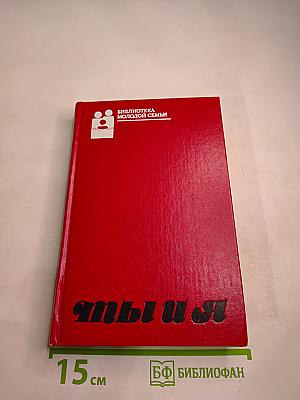 БИБЛИОТЕКА
МОЛОДОЙ СЕМЬИ
ты и я
15 см
БФ БИБЛИОФАН